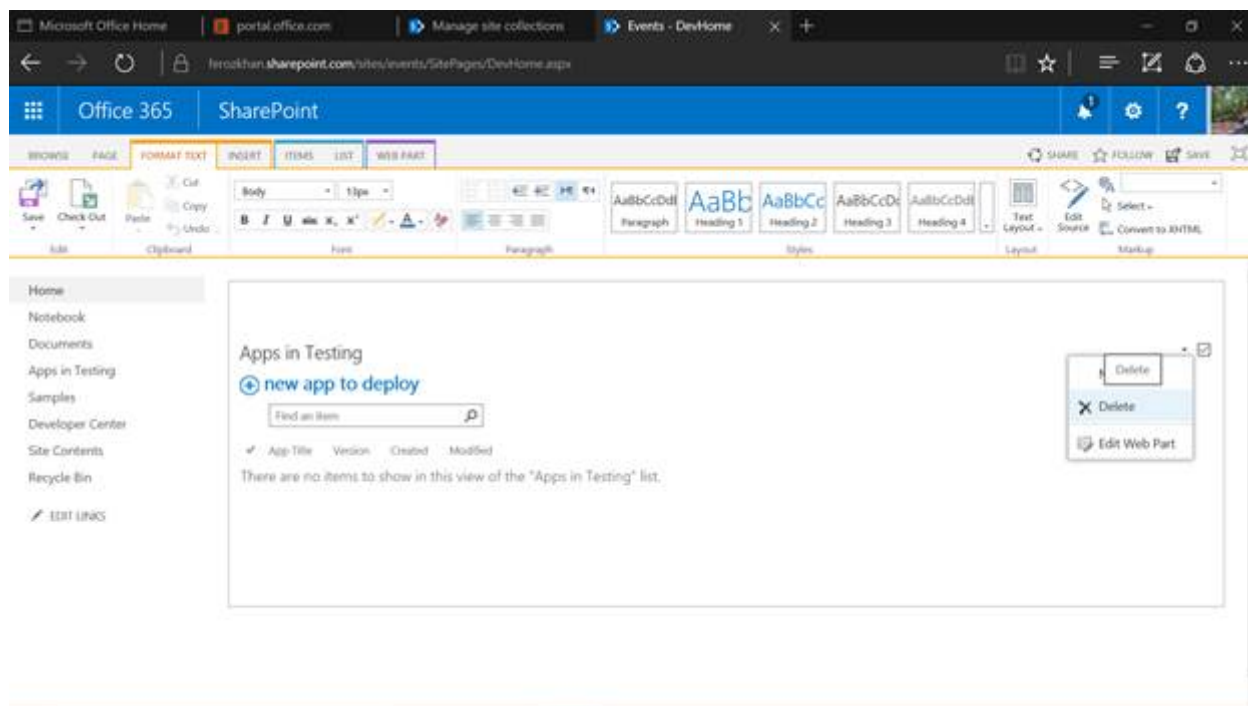 Microsoft Office Home
portal.office.com
Manage site collections
Events - DevHome
ferozkhan.sharepoint.com/sites/events/SitePages/DevHome.aspx
Office 365
SharePoint
1
?
BROWSE PAGE FORMAT TEXT INSERT ITEMS LIST WEB PART
SHARE FOLLOW SAVE
Save Check Out Paste Cut Copy Undo
Body 13px
B I U abc x, x'
AaBbCcDdI AaBb AaBbCc AaBbCcDc AaBbCcDdI
Paragraph Heading 1 Heading 2 Heading 3 Heading 4
Text Layout Edit Source Select Convert to XHTML
Edit Clipboard Font Paragraph Styles Layout Markup
Home
Notebook
Documents
Apps in Testing
Samples
Developer Center
Site Contents
Recycle Bin
EDIT LINKS
Apps in Testing
new app to deploy
Find an item
App Title Version Created Modified
There are no items to show in this view of the "Apps in Testing" list.
Delete
Delete
Edit Web Part